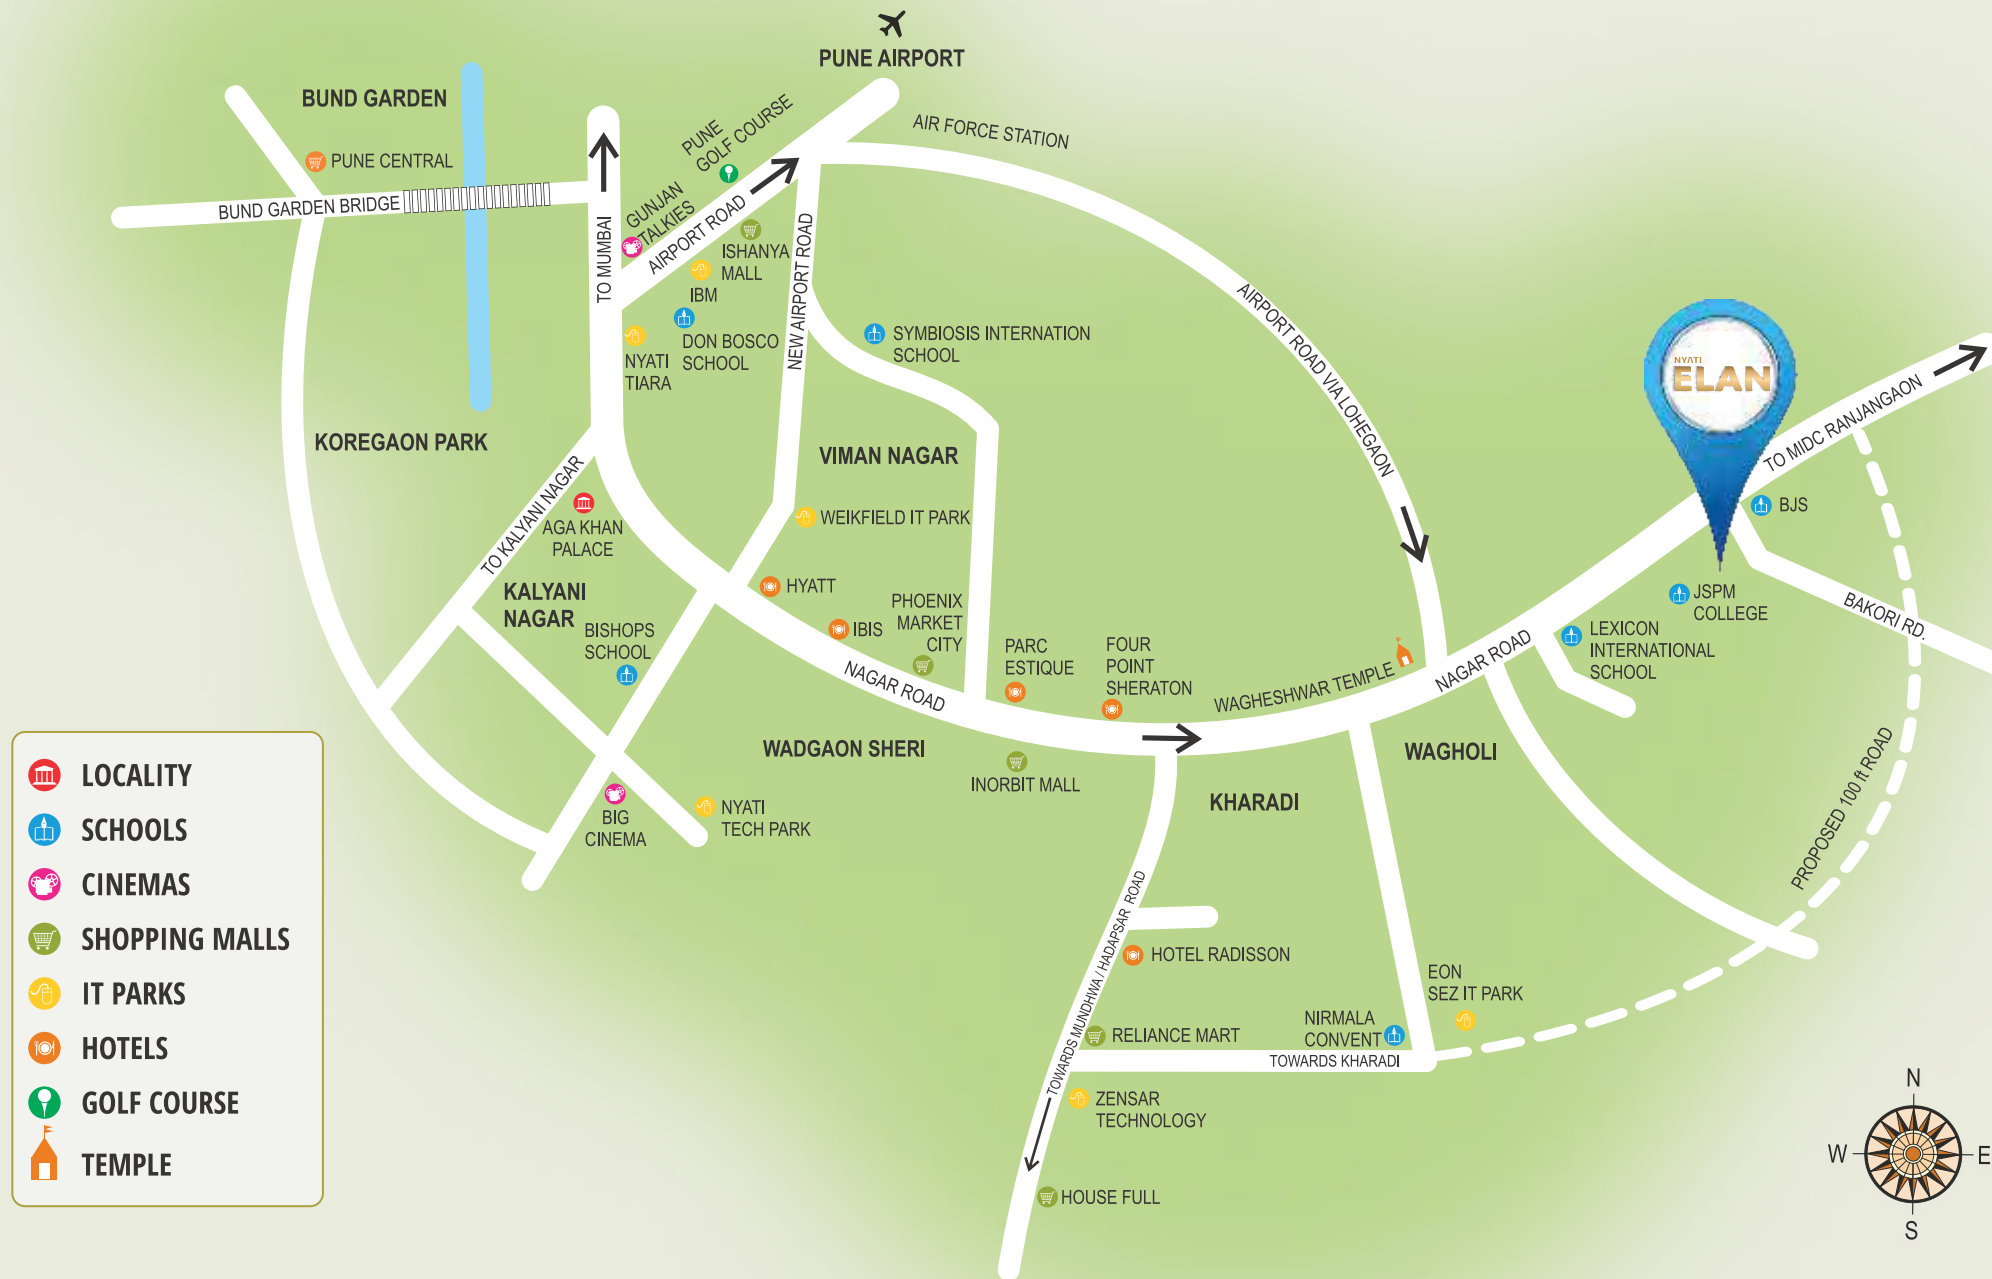 PUNE AIRPORT
BUND GARDEN
PUNE CENTRAL
BUND GARDEN BRIDGE
TO MUMBAI
PUNE
GOLF COURSE
GUNJAN
TALKIES
AIRPORT ROAD
AIR FORCE STATION
ISHANYA
MALL
IBM
DON BOSCO
SCHOOL
NYATI
TIARA
NEW AIRPORT ROAD
SYMBIOSIS INTERNATION
SCHOOL
AIRPORT ROAD VIA LOHEGAON
NYATI
ELAN
TO MIDC RANJANGAON
KOREGAON PARK
VIMAN NAGAR
TO KALYANI NAGAR
AGA KHAN
PALACE
WEIKFIELD IT PARK
BJS
KALYANI
NAGAR
BISHOPS
SCHOOL
HYATT
IBIS
PHOENIX
MARKET
CITY
PARC
ESTIQUE
FOUR
POINT
SHERATON
WAGHESHWAR TEMPLE
NAGAR ROAD
NAGAR ROAD
LEXICON
INTERNATIONAL
SCHOOL
JSPM
COLLEGE
BAKORI RD.
WADGAON SHERI
INORBIT MALL
KHARADI
WAGHOLI
BIG
CINEMA
NYATI
TECH PARK
PROPOSED 100 ft ROAD
TOWARDS MUNDHWA / HADAPSAR ROAD
HOTEL RADISSON
EON
SEZ IT PARK
RELIANCE MART
NIRMALA
CONVENT
TOWARDS KHARADI
ZENSAR
TECHNOLOGY
HOUSE FULL
LOCALITY
SCHOOLS
CINEMAS
SHOPPING MALLS
IT PARKS
HOTELS
GOLF COURSE
TEMPLE
N
W
E
S